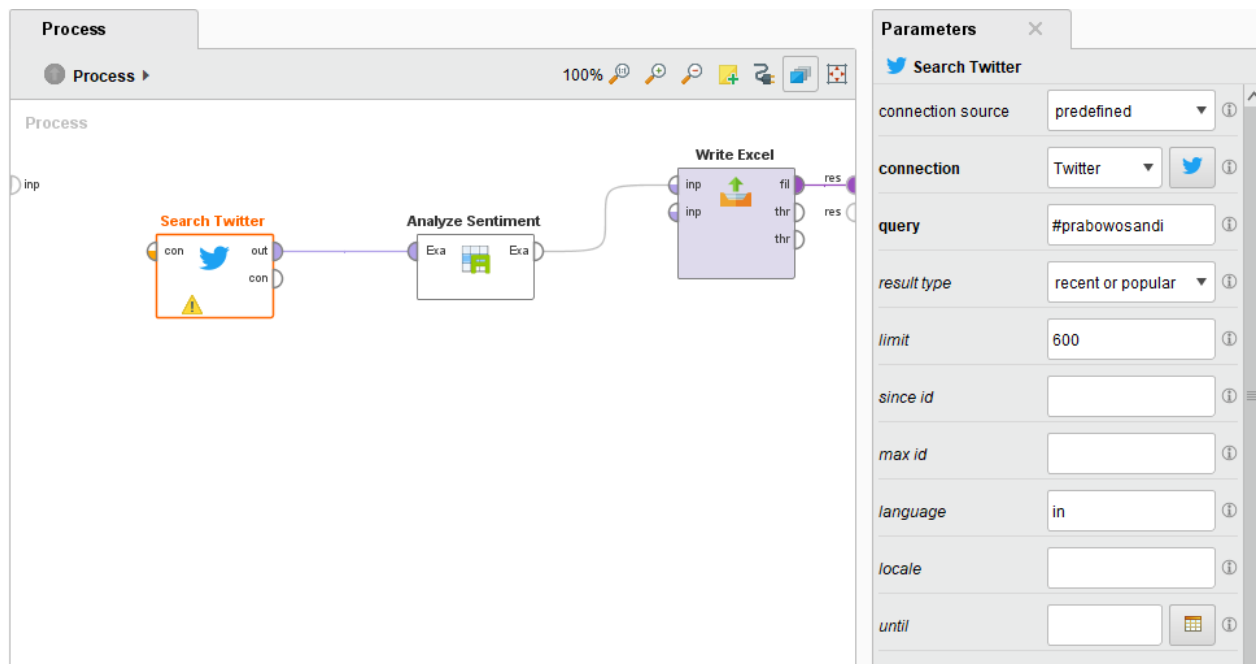 Process
Process
100%
Process
inp
Search Twitter
con
out
con
Analyze Sentiment
Exa
Exa
Write Excel
inp
fil
inp
thr
thr
res
res
Parameters
Search Twitter
connection source
predefined
connection
Twitter
query
#prabowosandi
result type
recent or popular
limit
600
since id
max id
language
in
locale
until